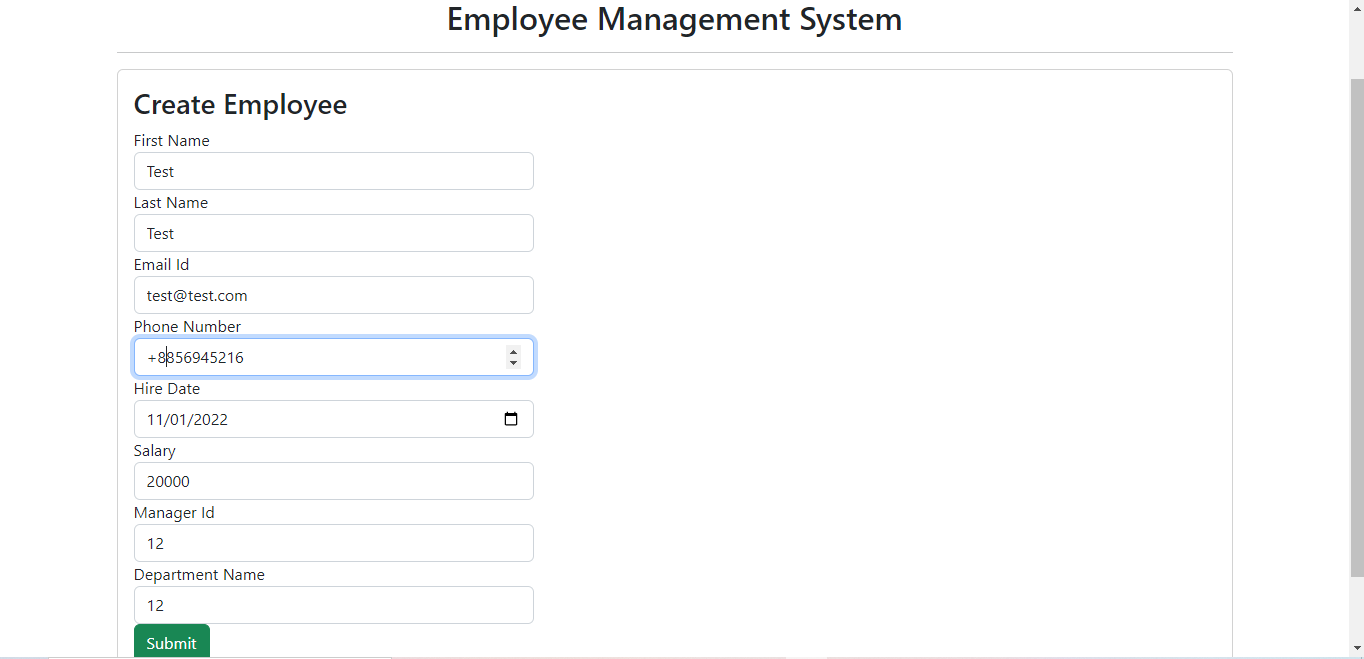 Employee Management System
Create Employee
First Name
Test
Last Name
Test
Email Id
test@test.com
Phone Number
+8856945216
Hire Date
11/01/2022
Salary
20000
Manager Id
12
Department Name
12
Submit